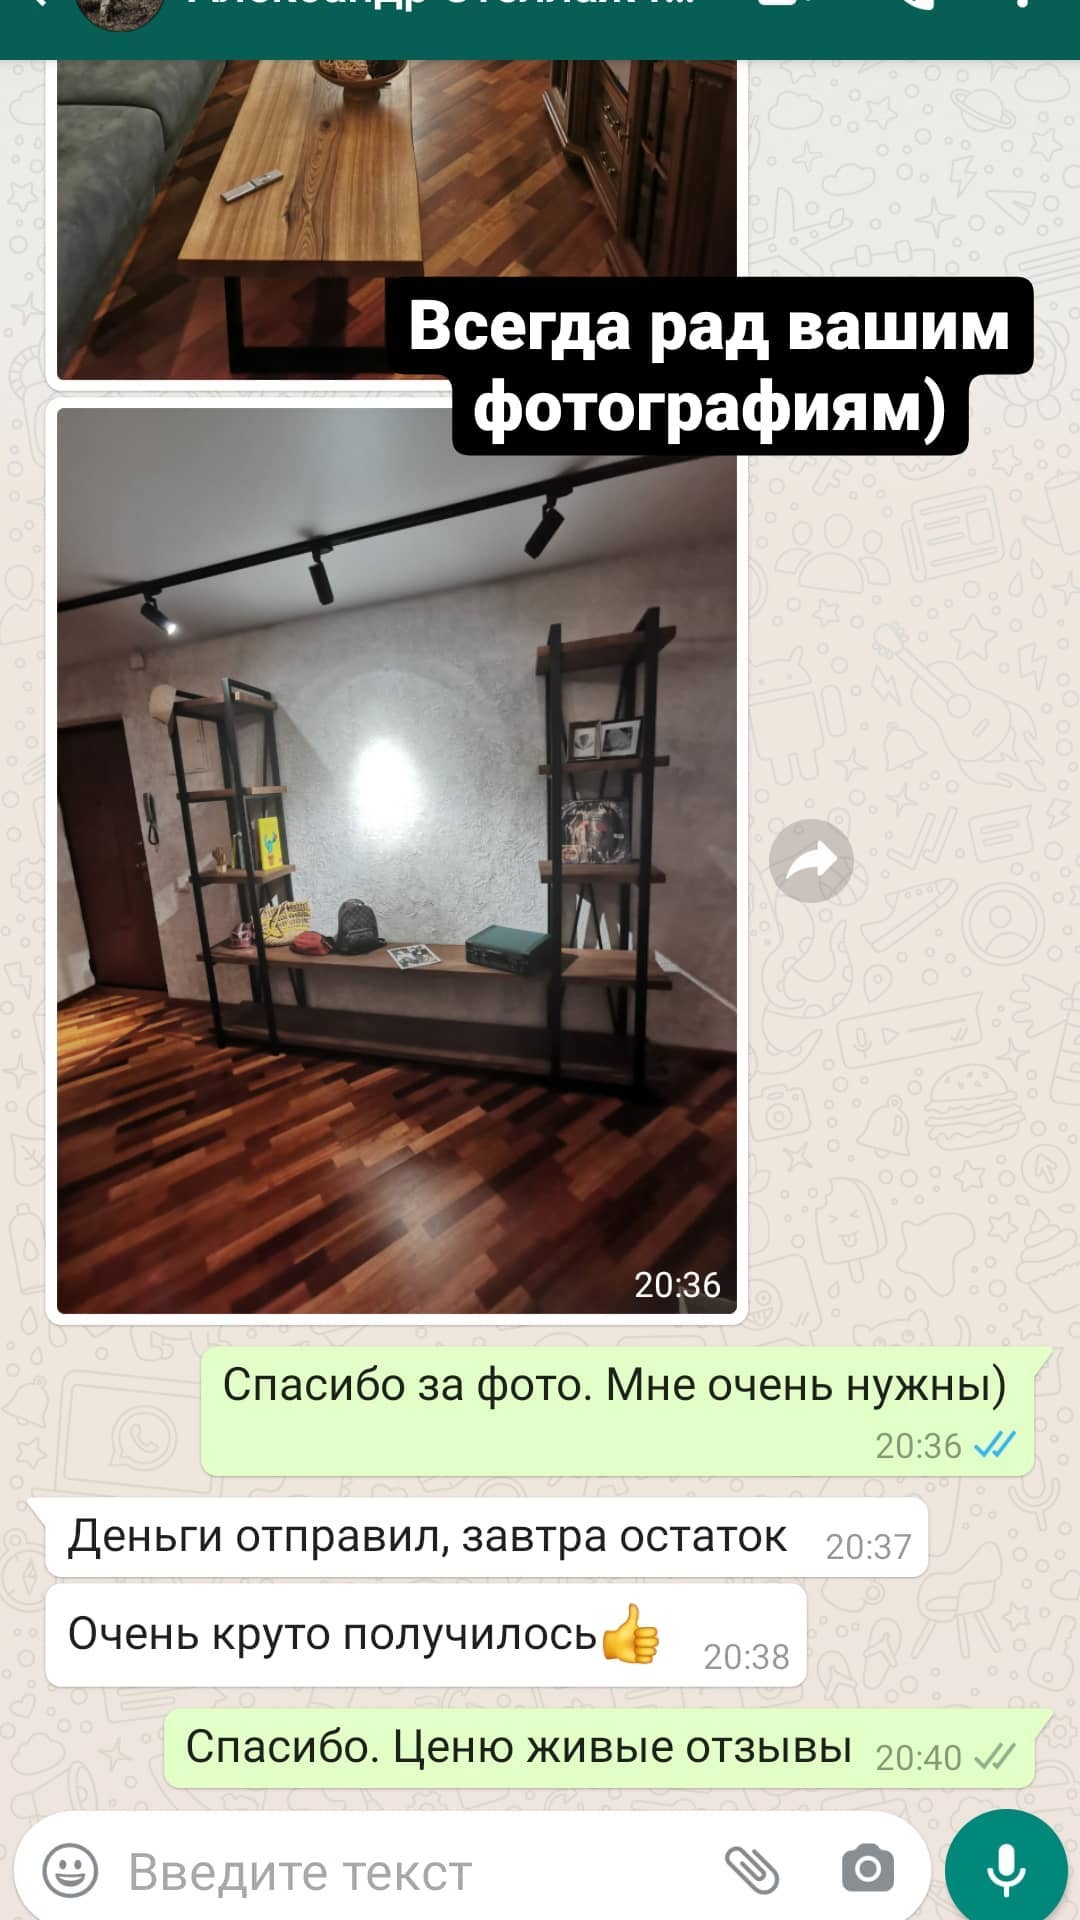 Всегда рад вашим
фотографиям)
20:36
Спасибо за фото. Мне очень нужны)
20:36
Деньги отправил, завтра остаток 20:37
Очень круто получилось👍 20:38
Спасибо. Ценю живые отзывы 20:40
Введите текст